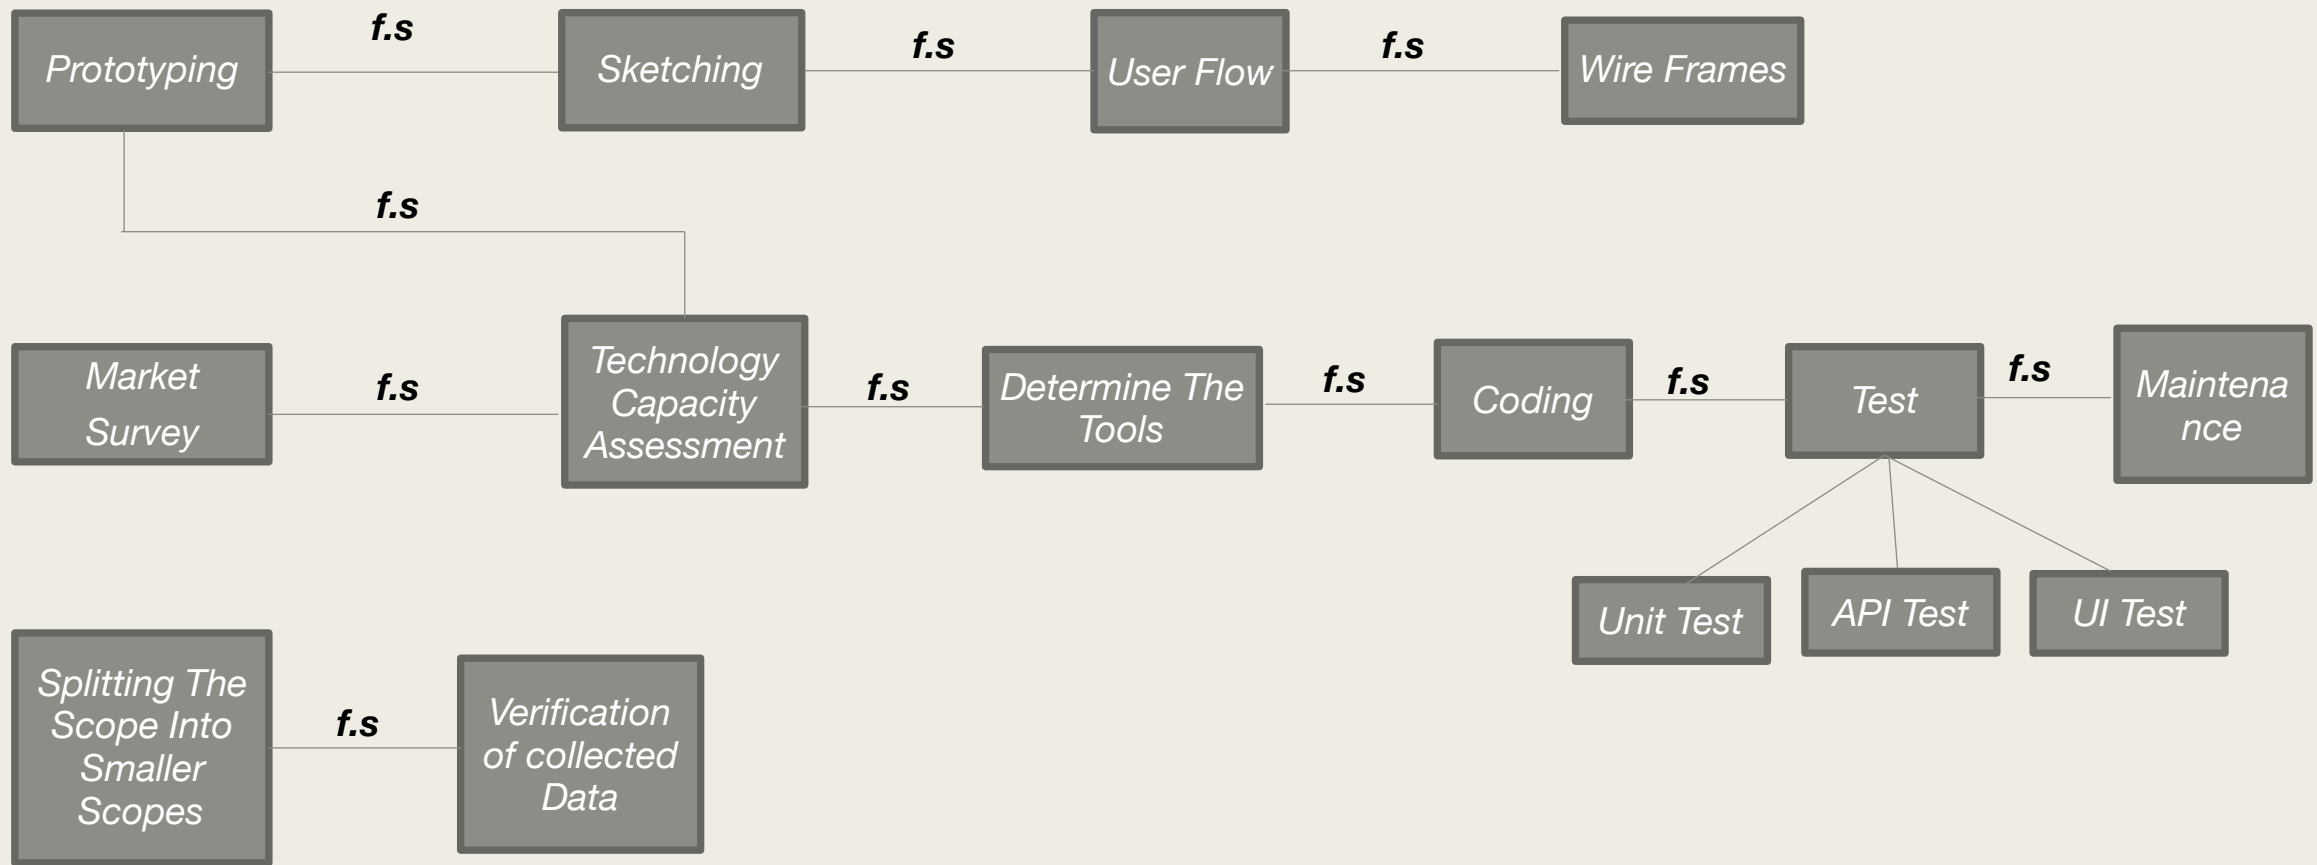 f.s
Prototyping
Sketching
f.s
User Flow
f.s
Wire Frames
f.s
Market
Survey
f.s
Technology
Capacity
Assessment
f.s
Determine The
Tools
f.s
Coding
f.s
Test
f.s
Maintena
nce
Unit Test
API Test
UI Test
Splitting The
Scope Into
Smaller
Scopes
f.s
Verification
of collected
Data